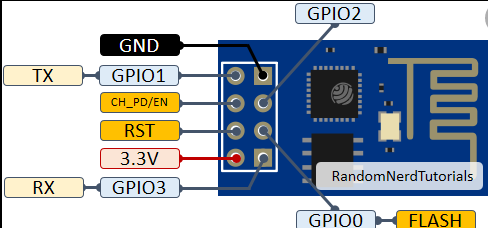 GPIO2
GND
TX GPIO1
CH_PD/EN
RST
3.3V
RandomNerdTutorials
RX GPIO3
GPIO0 FLASH